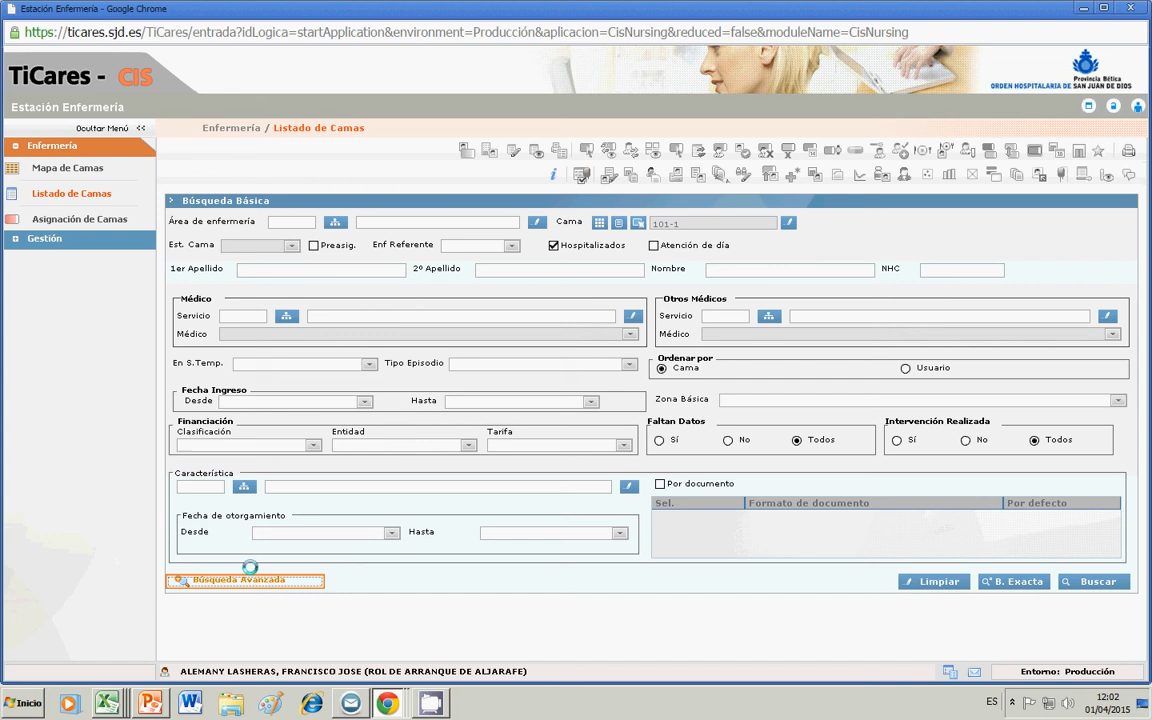 Estación Enfermería - Google Chrome
https://ticares.sjd.es/TiCares/entrada?idLogica=startApplication&environment=Producción&aplicacion=CisNursing&reduced=false&moduleName=CisNursing
TiCares - CIS
Provincia Bética
ORDEN HOSPITALARIA DE SAN JUAN DE DIOS
Estación Enfermería
Ocultar Menú <<
Enfermería / Listado de Camas
Enfermería
Mapa de Camas
Listado de Camas
Asignación de Camas
Gestión
Búsqueda Básica
Área de enfermería
Cama
101-1
Est. Cama
Preasig.
Enf Referente
Hospitalizados
Atención de día
1er Apellido
2º Apellido
Nombre
NHC
Médico
Servicio
Médico
Otros Médicos
Servicio
Médico
En S.Temp.
Tipo Episodio
Ordenar por
Cama
Usuario
Fecha Ingreso
Desde
Hasta
Zona Básica
Financiación
Clasificación
Entidad
Tarifa
Faltan Datos
Sí
No
Todos
Intervención Realizada
Sí
No
Todos
Característica
Por documento
Sel.
Formato de documento
Por defecto
Fecha de otorgamiento
Desde
Hasta
Búsqueda Avanzada
Limpiar
B. Exacta
Buscar
ALEMANY LASHERAS, FRANCISCO JOSE (ROL DE ARRANQUE DE ALJARAFE)
Entorno: Producción
Inicio
ES
12:02
01/04/2015